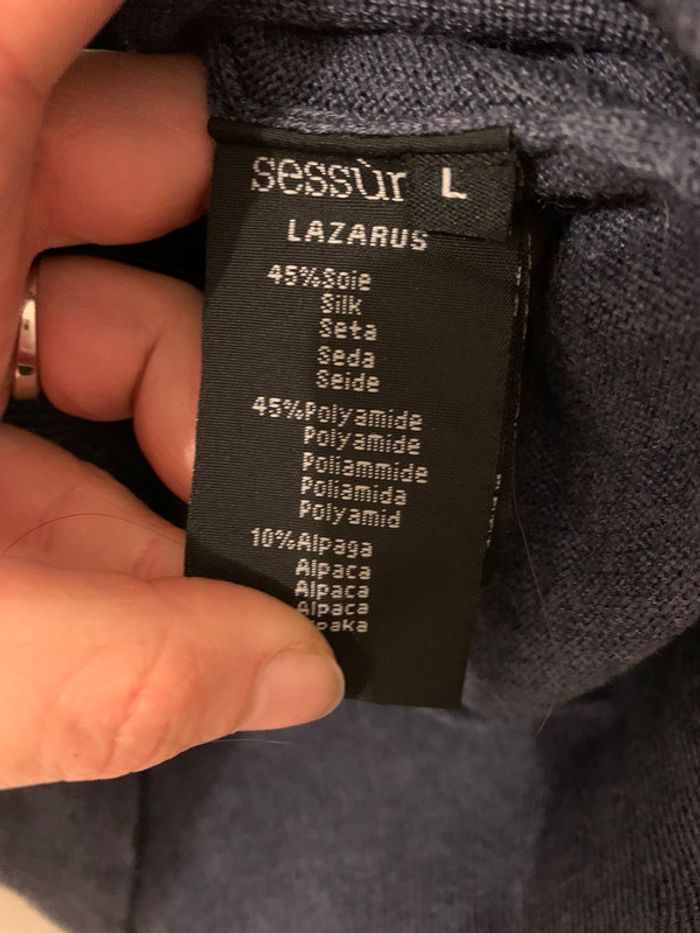 sessùn L
LAZARUS
45%Soie
Silk
Seta
Seda
Seide
45%Polyamide
Polyamide
Poliammide
Poliamida
Polyamid
10%Alpaga
Alpaca
Alpaca
Alpaca